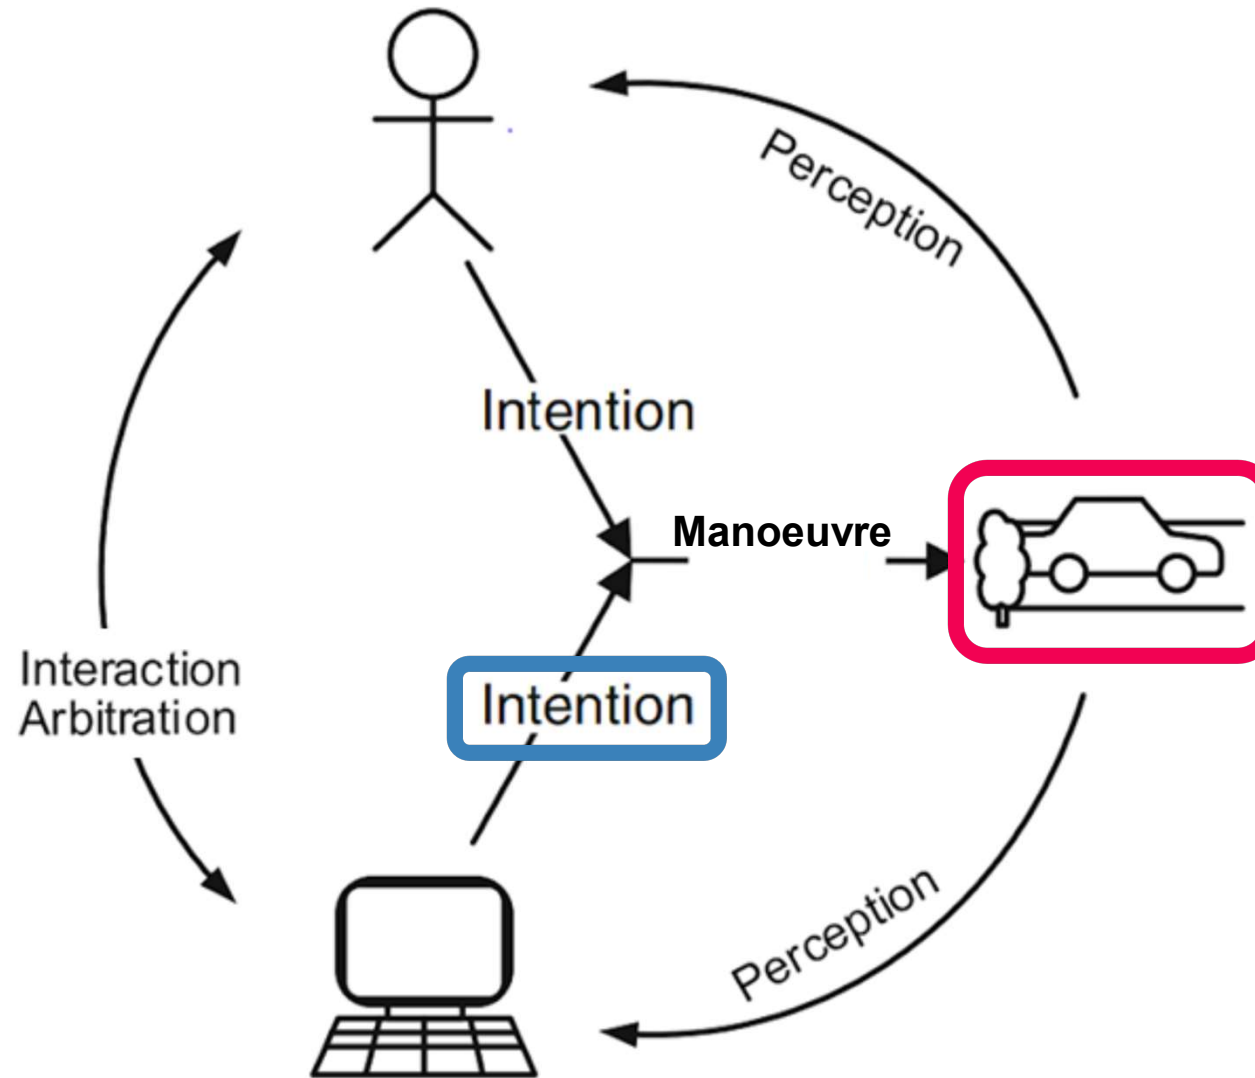 Perception
Intention
Manoeuvre
Interaction
Arbitration
Intention
Perception